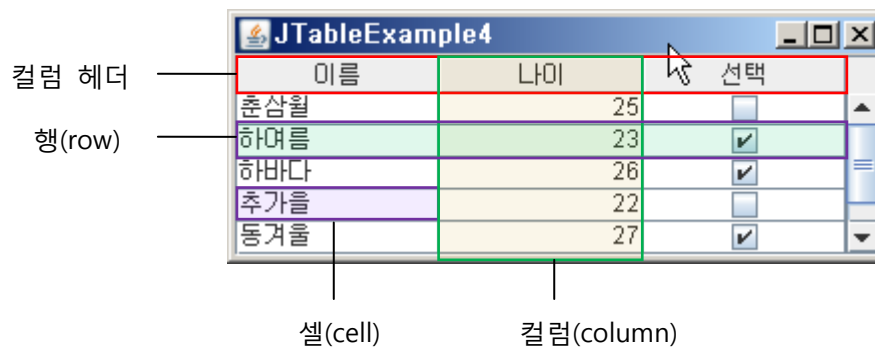 JTableExample4
컬럼 헤더
이름 나이 선택
춘삼월 25
행(row)
하여름 23
하바다 26
추가을 22
동겨울 27
셀(cell) 컬럼(column)